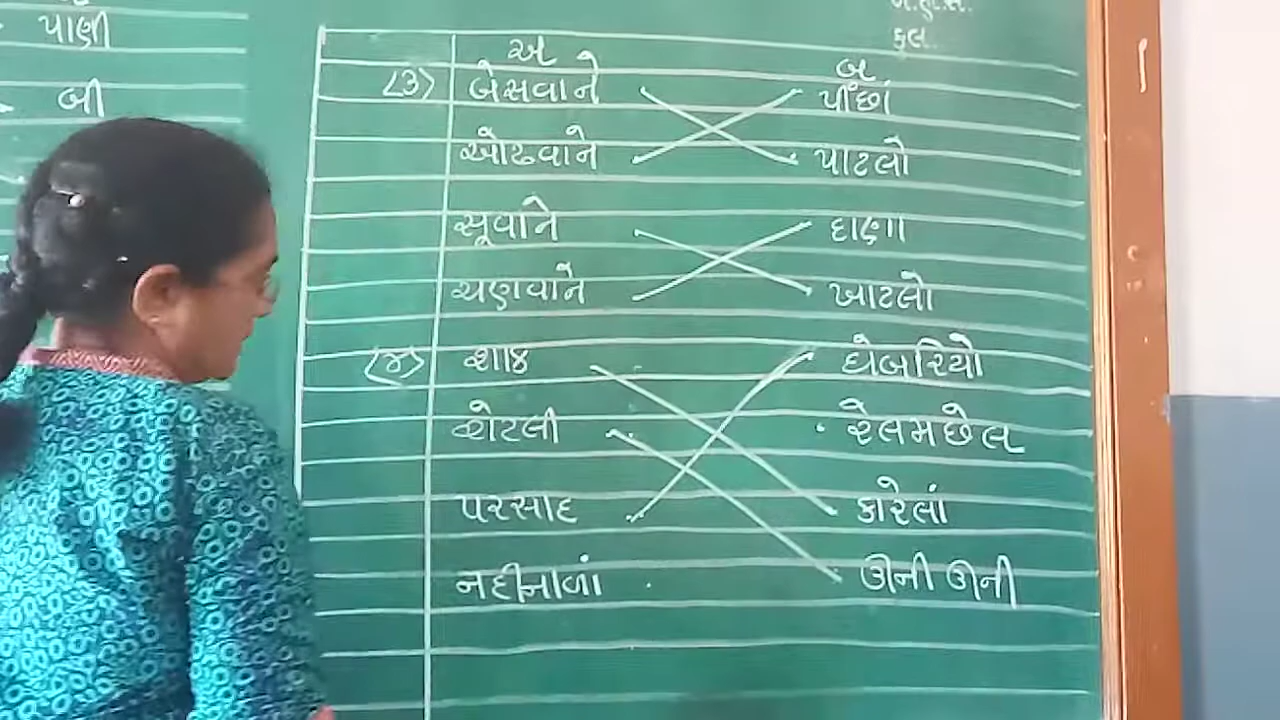 પાણી
બી
કુલ
અ બ
(૩) બેસવાને પીંછાં
ઓઢવાને પાટલો
સૂવાને દાણા
ચણવાને ખાટલો
(૪) શાક ઘેબરિયો
રોટલી રેલમછેલ
પરસાદ કારેલાં
નદીનાળાં ઊની ઊની